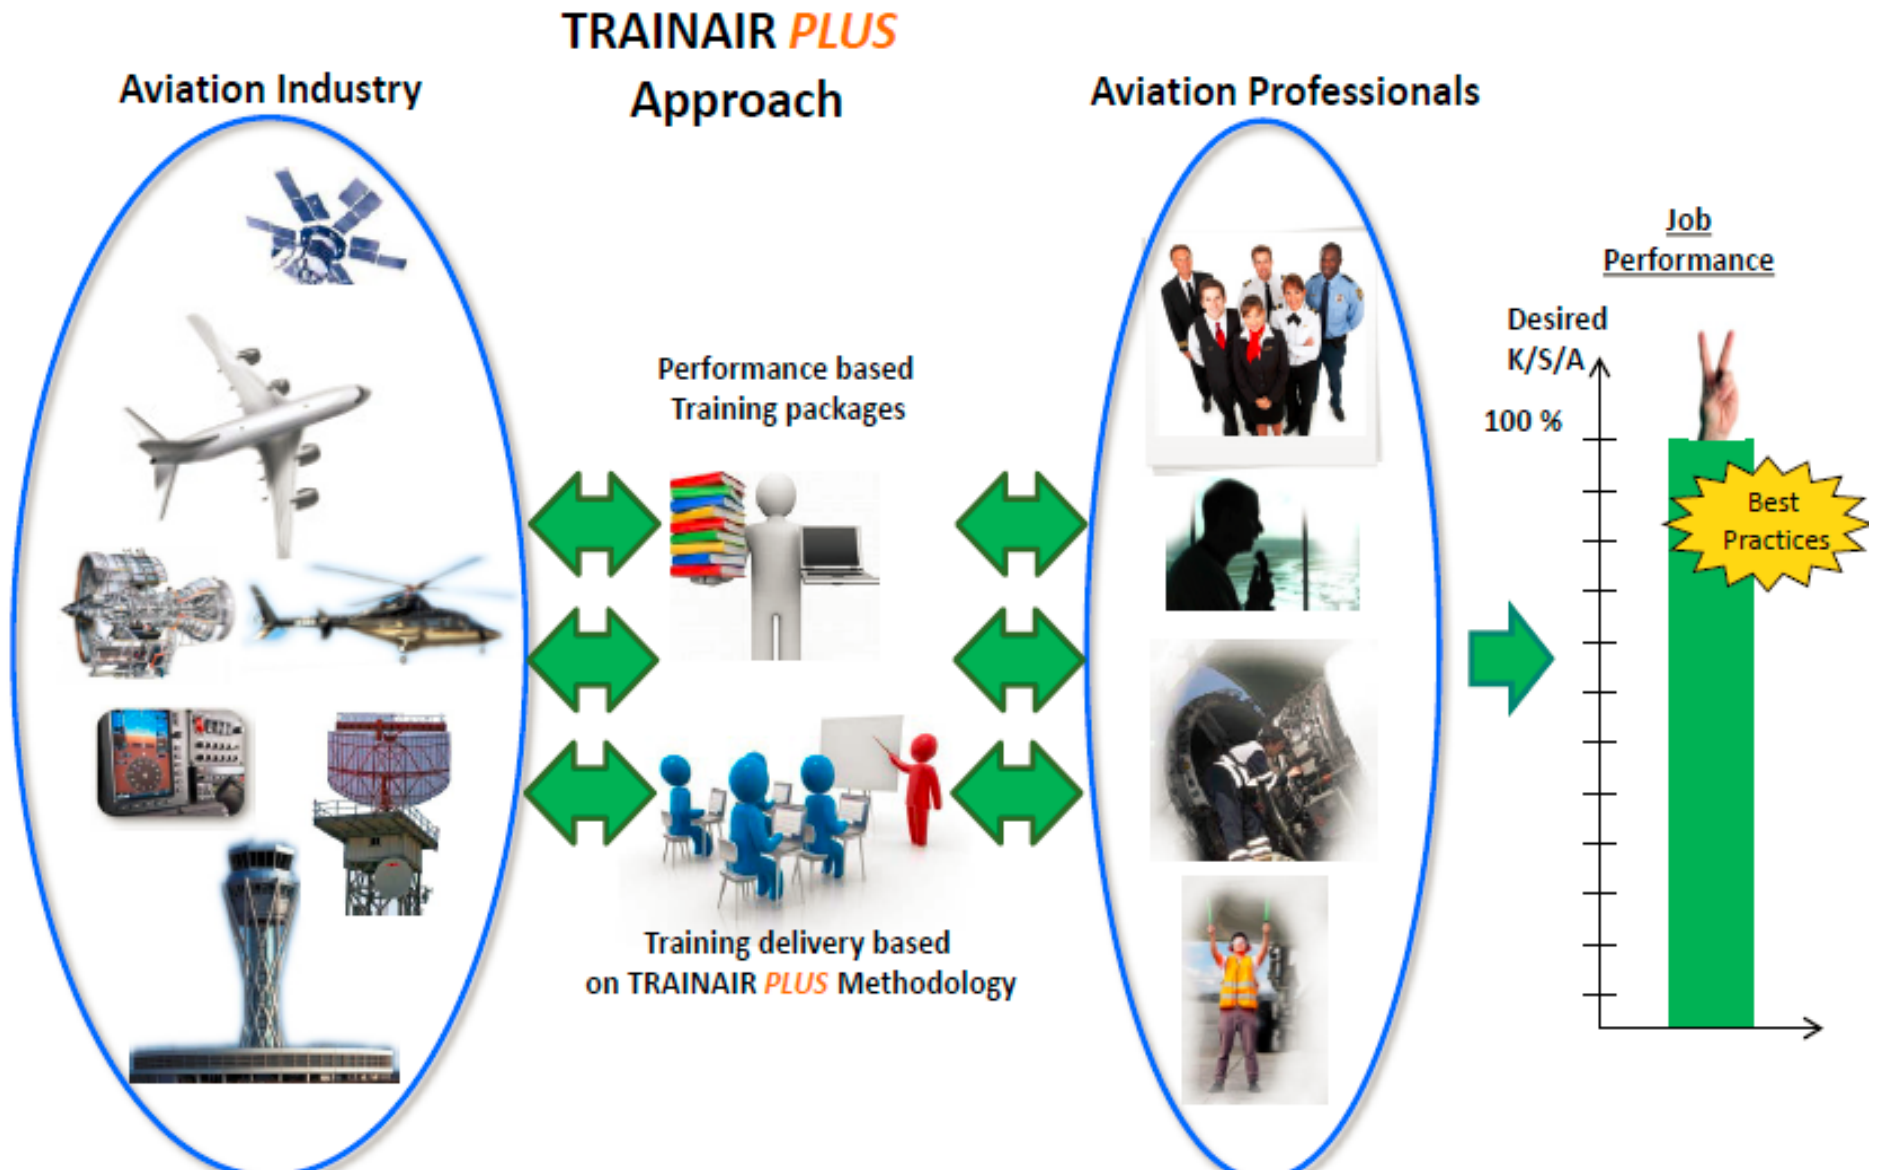 TRAINAIR PLUS
Approach
Aviation Industry
Aviation Professionals
Job
Performance
Desired
K/S/A
100 %
Best
Practices
Performance based
Training packages
Training delivery based
on TRAINAIR PLUS Methodology